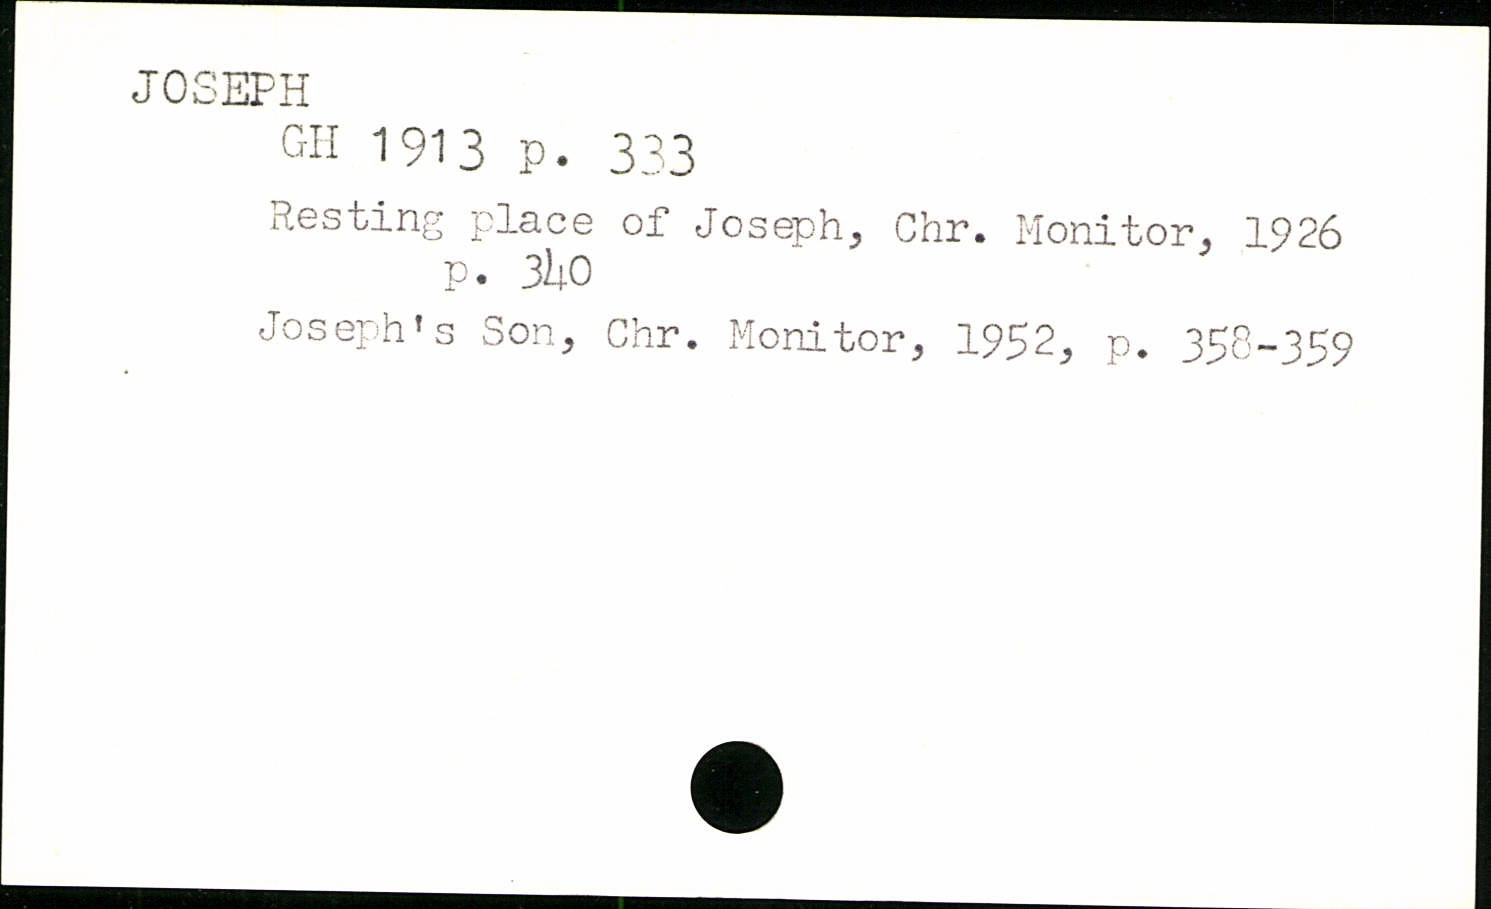 JOSEPH
GH 1913 p. 333
Resting place of Joseph, Chr. Monitor, 1926
p. 340
Joseph's Son, Chr. Monitor, 1952, p. 358-359